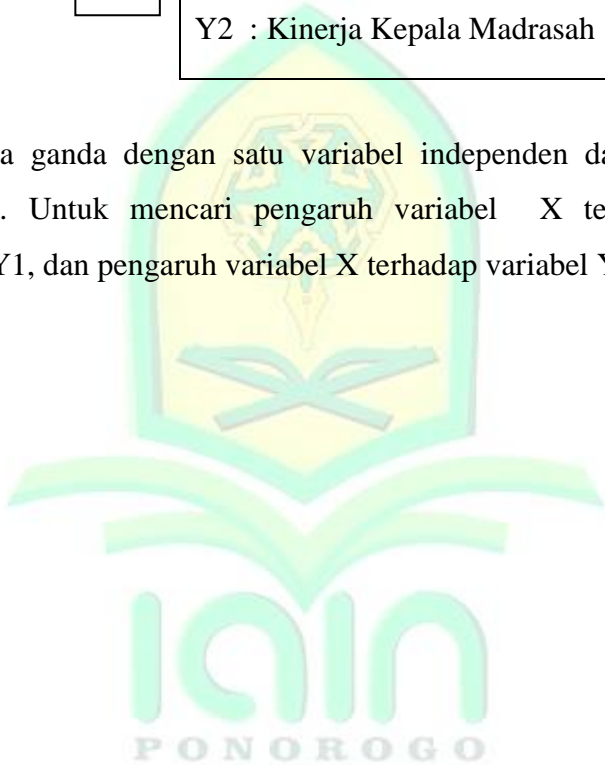 Y2 : Kinerja Kepala Madrasah
a ganda dengan satu variabel independen da
. Untuk mencari pengaruh variabel X te
Y1, dan pengaruh variabel X terhadap variabel Y
iain
PONOROGO